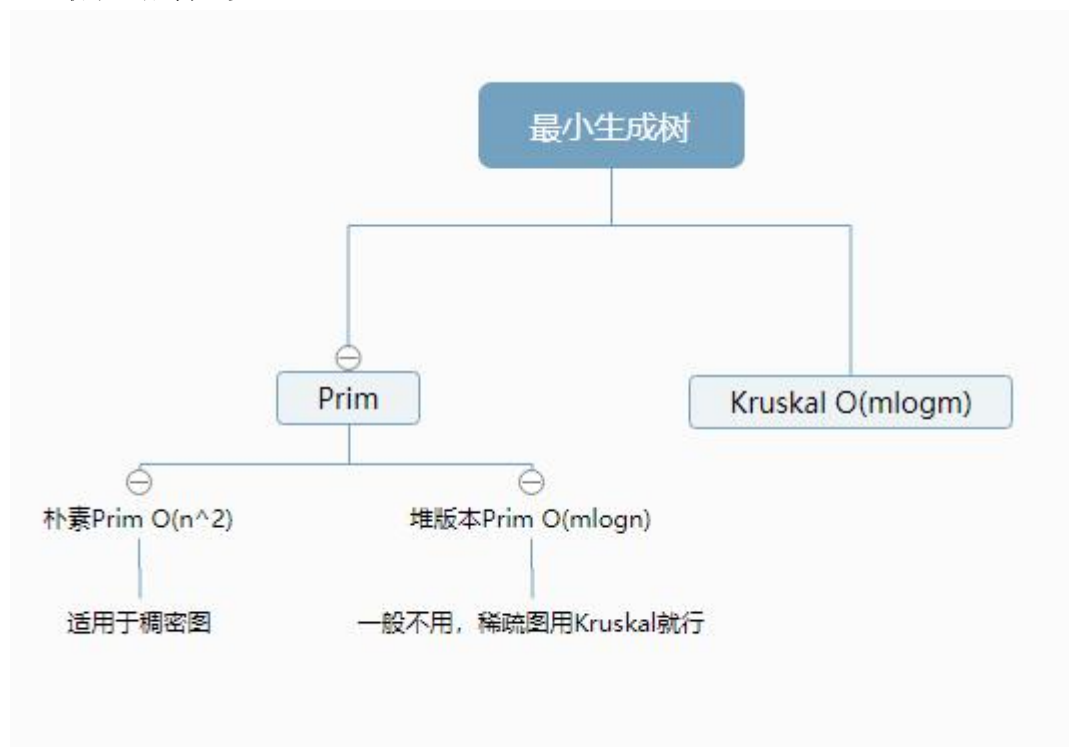 最小生成树
Prim
Kruskal O(mlogm)
朴素Prim O(n^2)
堆版本Prim O(mlogn)
适用于稠密图
一般不用，稀疏图用Kruskal就行